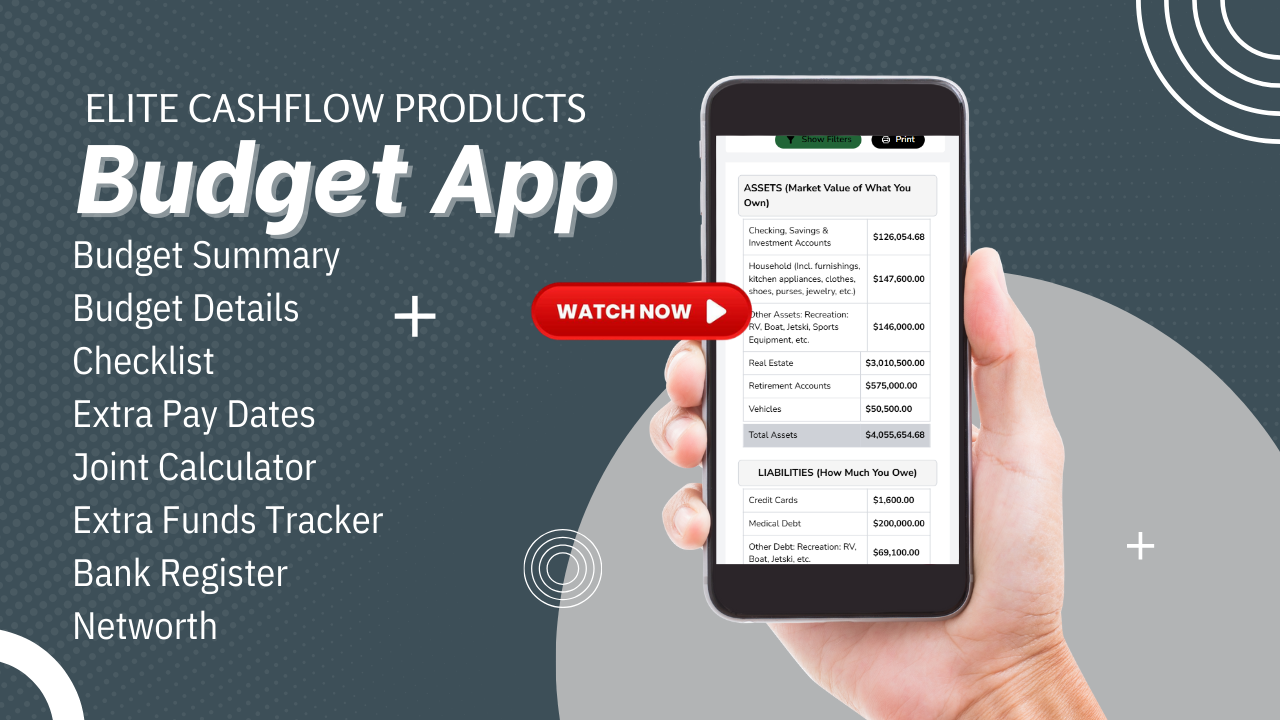 ELITE CASHFLOW PRODUCTS
Budget App
Budget Summary
Budget Details
Checklist
Extra Pay Dates
Joint Calculator
Extra Funds Tracker
Bank Register
Networth
WATCH NOW
Show Filters
Print
ASSETS (Market Value of What You
Own)
Checking, Savings &
Investment Accounts
$126,054.68
Household (Incl. furnishings,
kitchen appliances, clothes,
shoes, purses, jewelry, etc.)
$147,600.00
Other Assets: Recreation:
RV, Boat, Jetski, Sports
Equipment, etc.
$146,000.00
Real Estate $3,010,500.00
Retirement Accounts $575,000.00
Vehicles $50,500.00
Total Assets $4,055,654.68
LIABILITIES (How Much You Owe)
Credit Cards $1,600.00
Medical Debt $200,000.00
Other Debt: Recreation: RV,
Boat, Jetski, etc.
$69,100.00